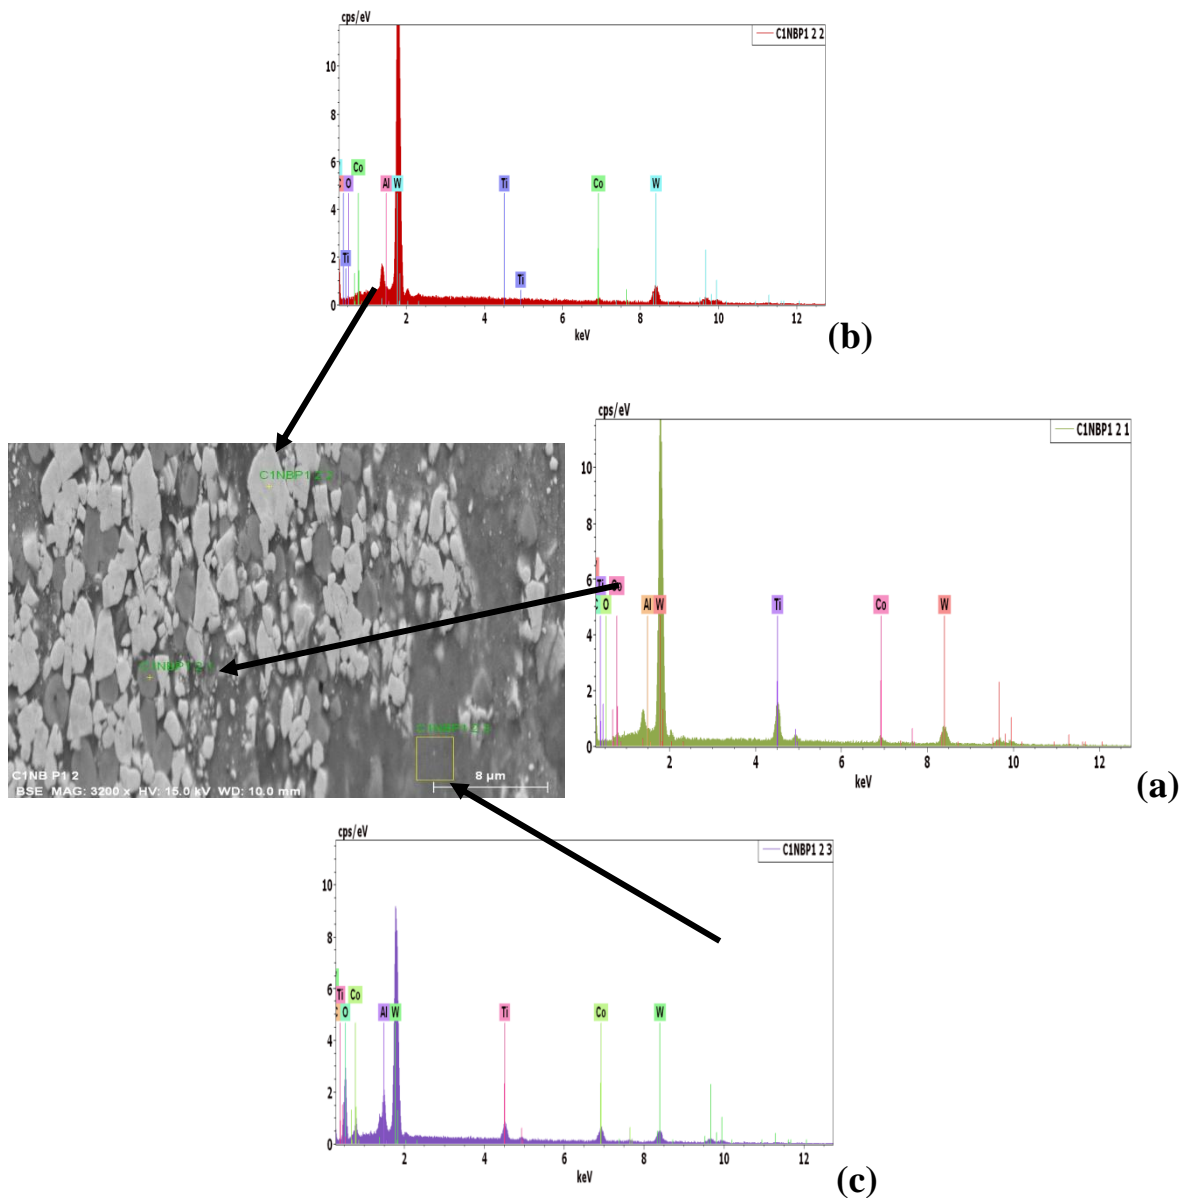 cps/eV
C1NBP1 2 2
10
8
6
4
2
0
Co
O Al W Ti Co W
Ti
Ti
2 4 6 8 10 12
keV
(b)
cps/eV
C1NBP1 2 1
10
8
6
4
2
0
Ti Co
C O Al W Ti Co W
2 4 6 8 10 12
keV
(a)
C1NBP1 2 2
C1NBP1 2 1
C1NBP1 2 3
8 µm
C1NB P1 2
BSE MAG: 3200 x HV: 15.0 kV WD: 10.0 mm
cps/eV
C1NBP1 2 3
10
8
6
4
2
0
Ti Co
O Al W Ti Co W
2 4 6 8 10 12
keV
(c)